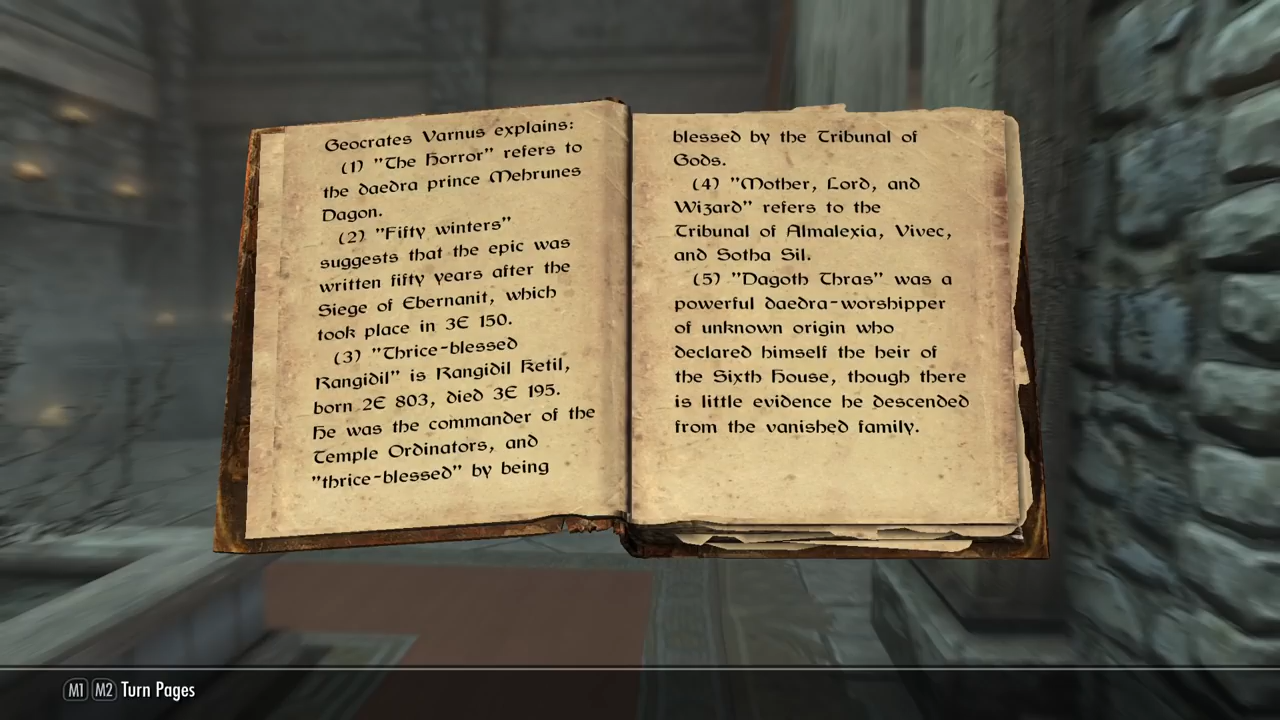 Geocrates Varnus explains:
(1) "The Horror" refers to
the daedra prince Mehrunes
Dagon.
(2) "Fifty winters"
suggests that the epic was
written fifty years after the
Siege of Ebernanit, which
took place in 3E 150.
(3) "Thrice-blessed
Rangidil" is Rangidil Ketil,
born 2E 803, died 3E 195.
He was the commander of the
Temple Ordinators, and
"thrice-blessed" by being
blessed by the Tribunal of
Gods.
(4) "Mother, Lord, and
Wizard" refers to the
Tribunal of Almalexia, Vivec,
and Sotha Sil.
(5) "Dagoth Thras" was a
powerful daedra-worshipper
of unknown origin who
declared himself the heir of
the Sixth House, though there
is little evidence he descended
from the vanished family.
M1 M2 Turn Pages